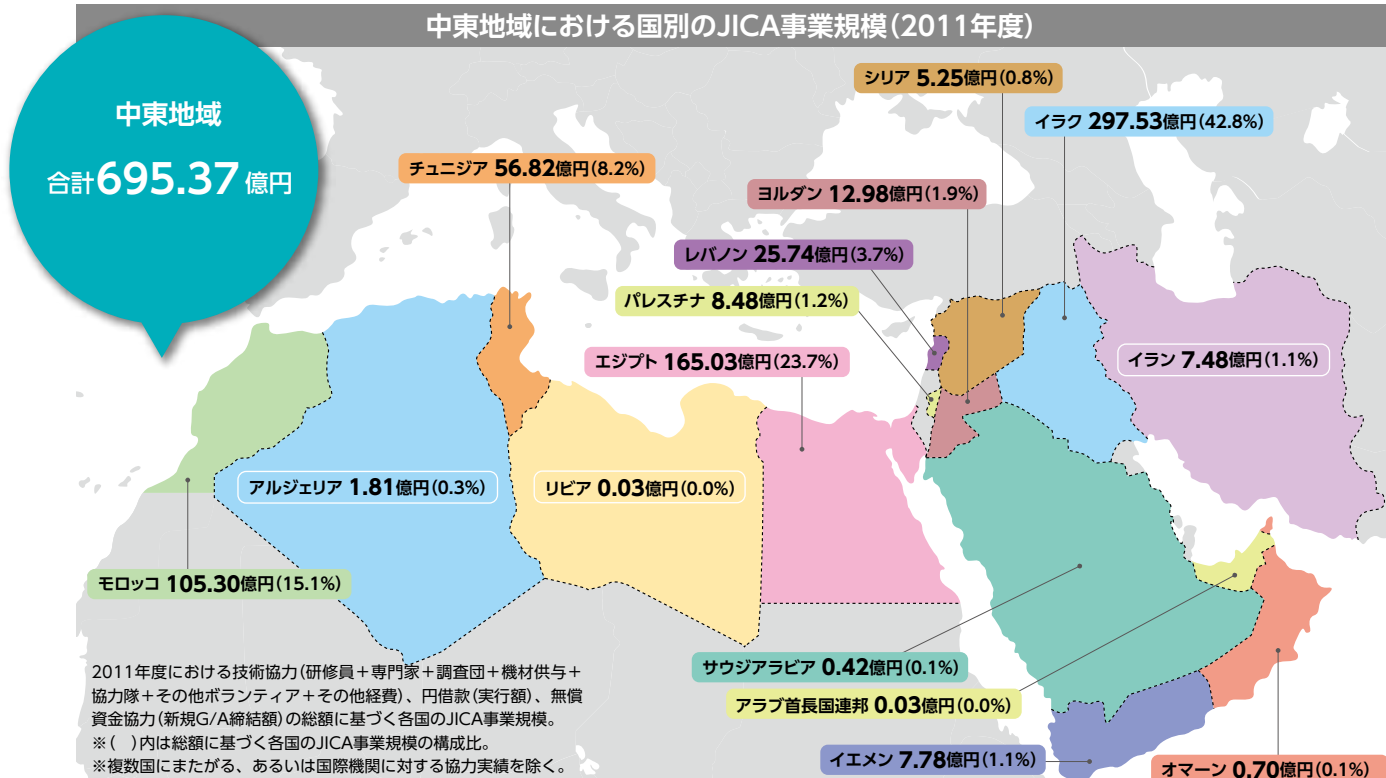 中東地域における国別のJICA事業規模（2011年度）
中東地域
合計695.37億円
シリア 5.25億円（0.8%）
イラク 297.53億円（42.8%）
チュニジア 56.82億円（8.2%）
ヨルダン 12.98億円（1.9%）
レバノン 25.74億円（3.7%）
パレスチナ 8.48億円（1.2%）
エジプト 165.03億円（23.7%）
イラン 7.48億円（1.1%）
アルジェリア 1.81億円（0.3%）
リビア 0.03億円（0.0%）
モロッコ 105.30億円（15.1%）
サウジアラビア 0.42億円（0.1%）
アラブ首長国連邦 0.03億円（0.0%）
イエメン 7.78億円（1.1%）
オマーン 0.70億円（0.1%）
2011年度における技術協力（研修員＋専門家＋調査団＋機材供与＋
協力隊＋その他ボランティア＋その他経費）、円借款（実行額）、無償
資金協力（新規G/A締結額）の総額に基づく各国のJICA事業規模。
※（　）内は総額に基づく各国のJICA事業規模の構成比。
※複数国にまたがる、あるいは国際機関に対する協力実績を除く。